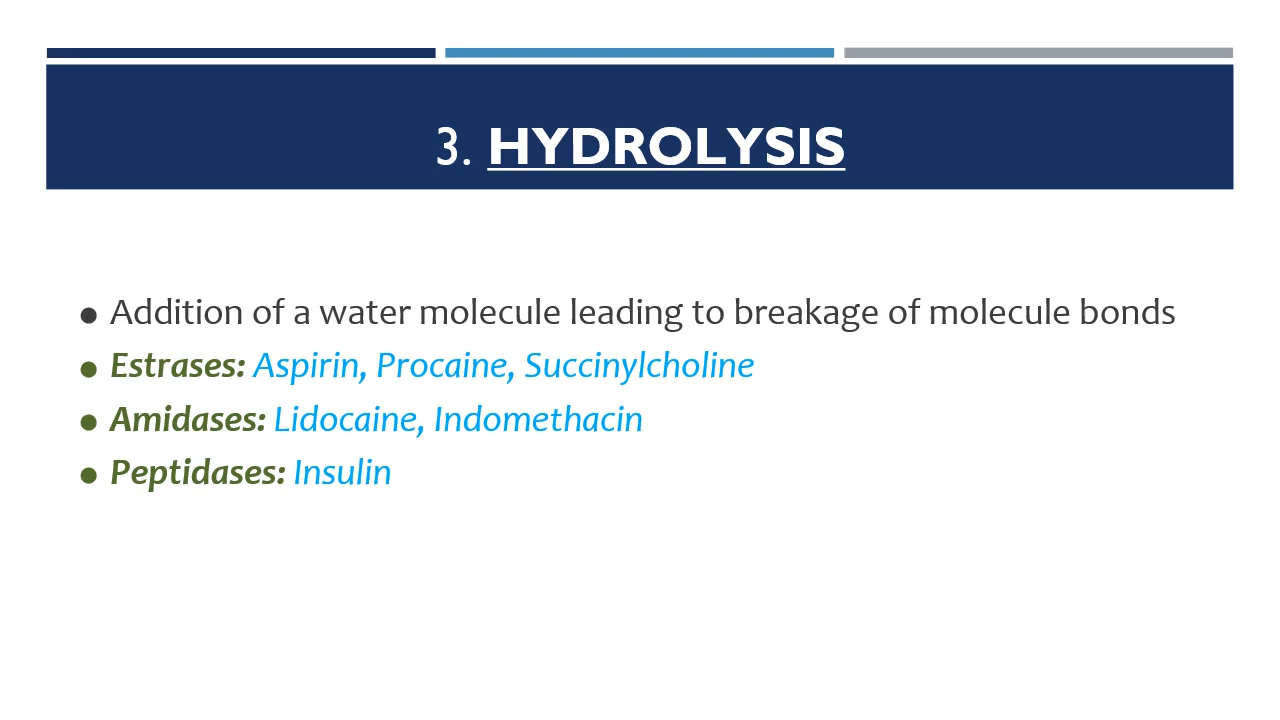 3. HYDROLYSIS
● Addition of a water molecule leading to breakage of molecule bonds
● Estrases: Aspirin, Procaine, Succinylcholine
● Amidases: Lidocaine, Indomethacin
● Peptidases: Insulin